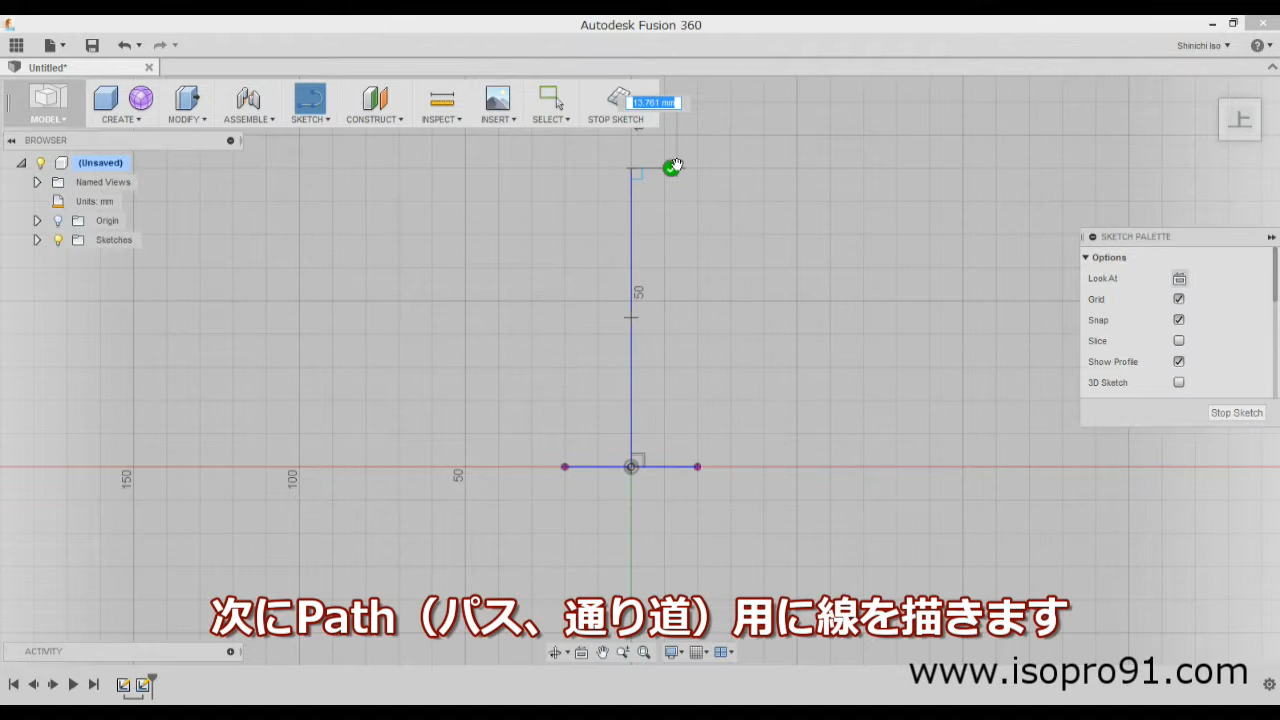 Autodesk Fusion 360
Shinichi Iso
Untitled*
MODEL
CREATE
MODIFY
ASSEMBLE
SKETCH
CONSTRUCT
INSPECT
INSERT
SELECT
STOP SKETCH
13.761 mm
上
BROWSER
(Unsaved)
Named Views
Units: mm
Origin
Sketches
SKETCH PALETTE
Options
Look At
Grid
Snap
Slice
Show Profile
3D Sketch
Stop Sketch
50
150
100
50
次にPath（パス、通り道）用に線を描きます
ACTIVITY
www.isopro91.com